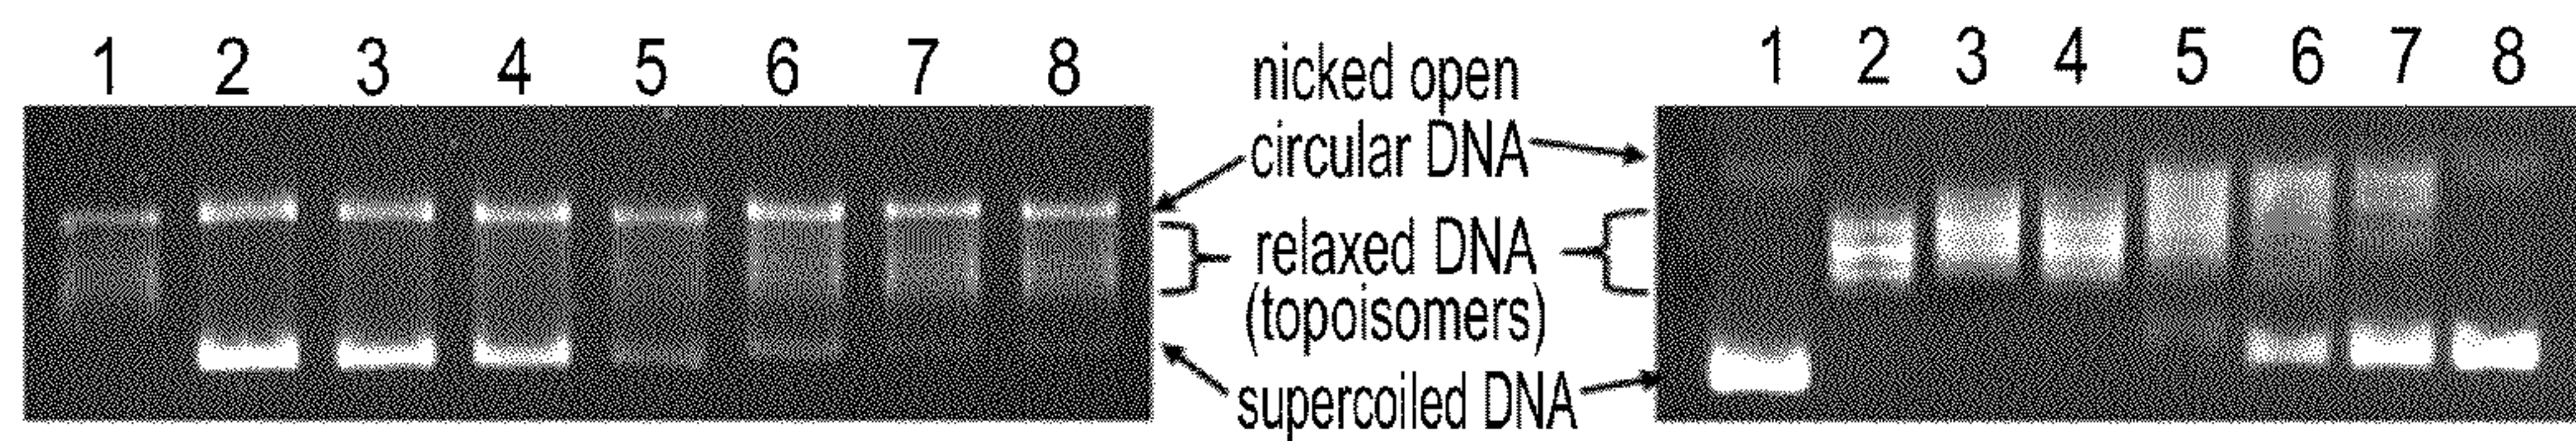 1 2 3 4 5 6 7 8
nicked open
circular DNA
relaxed DNA
(topoisomers)
supercoiled DNA
1 2 3 4 5 6 7 8